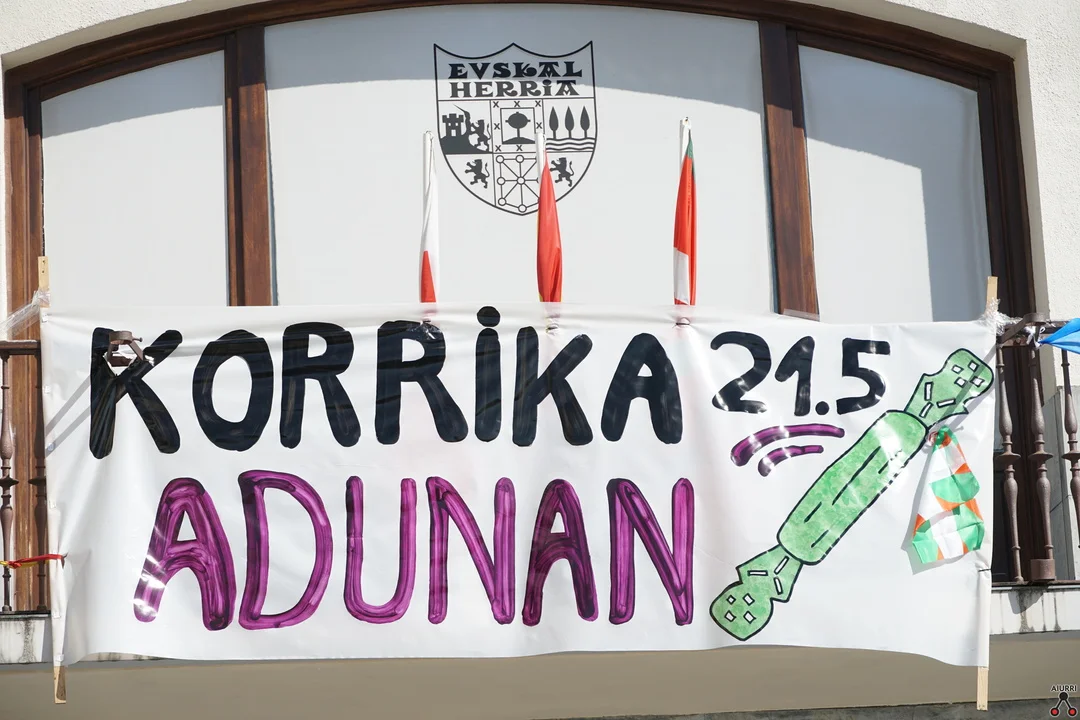 EVSKAL
HERRiA
KORRiKA 21.5
ADUNAN
AIURRI